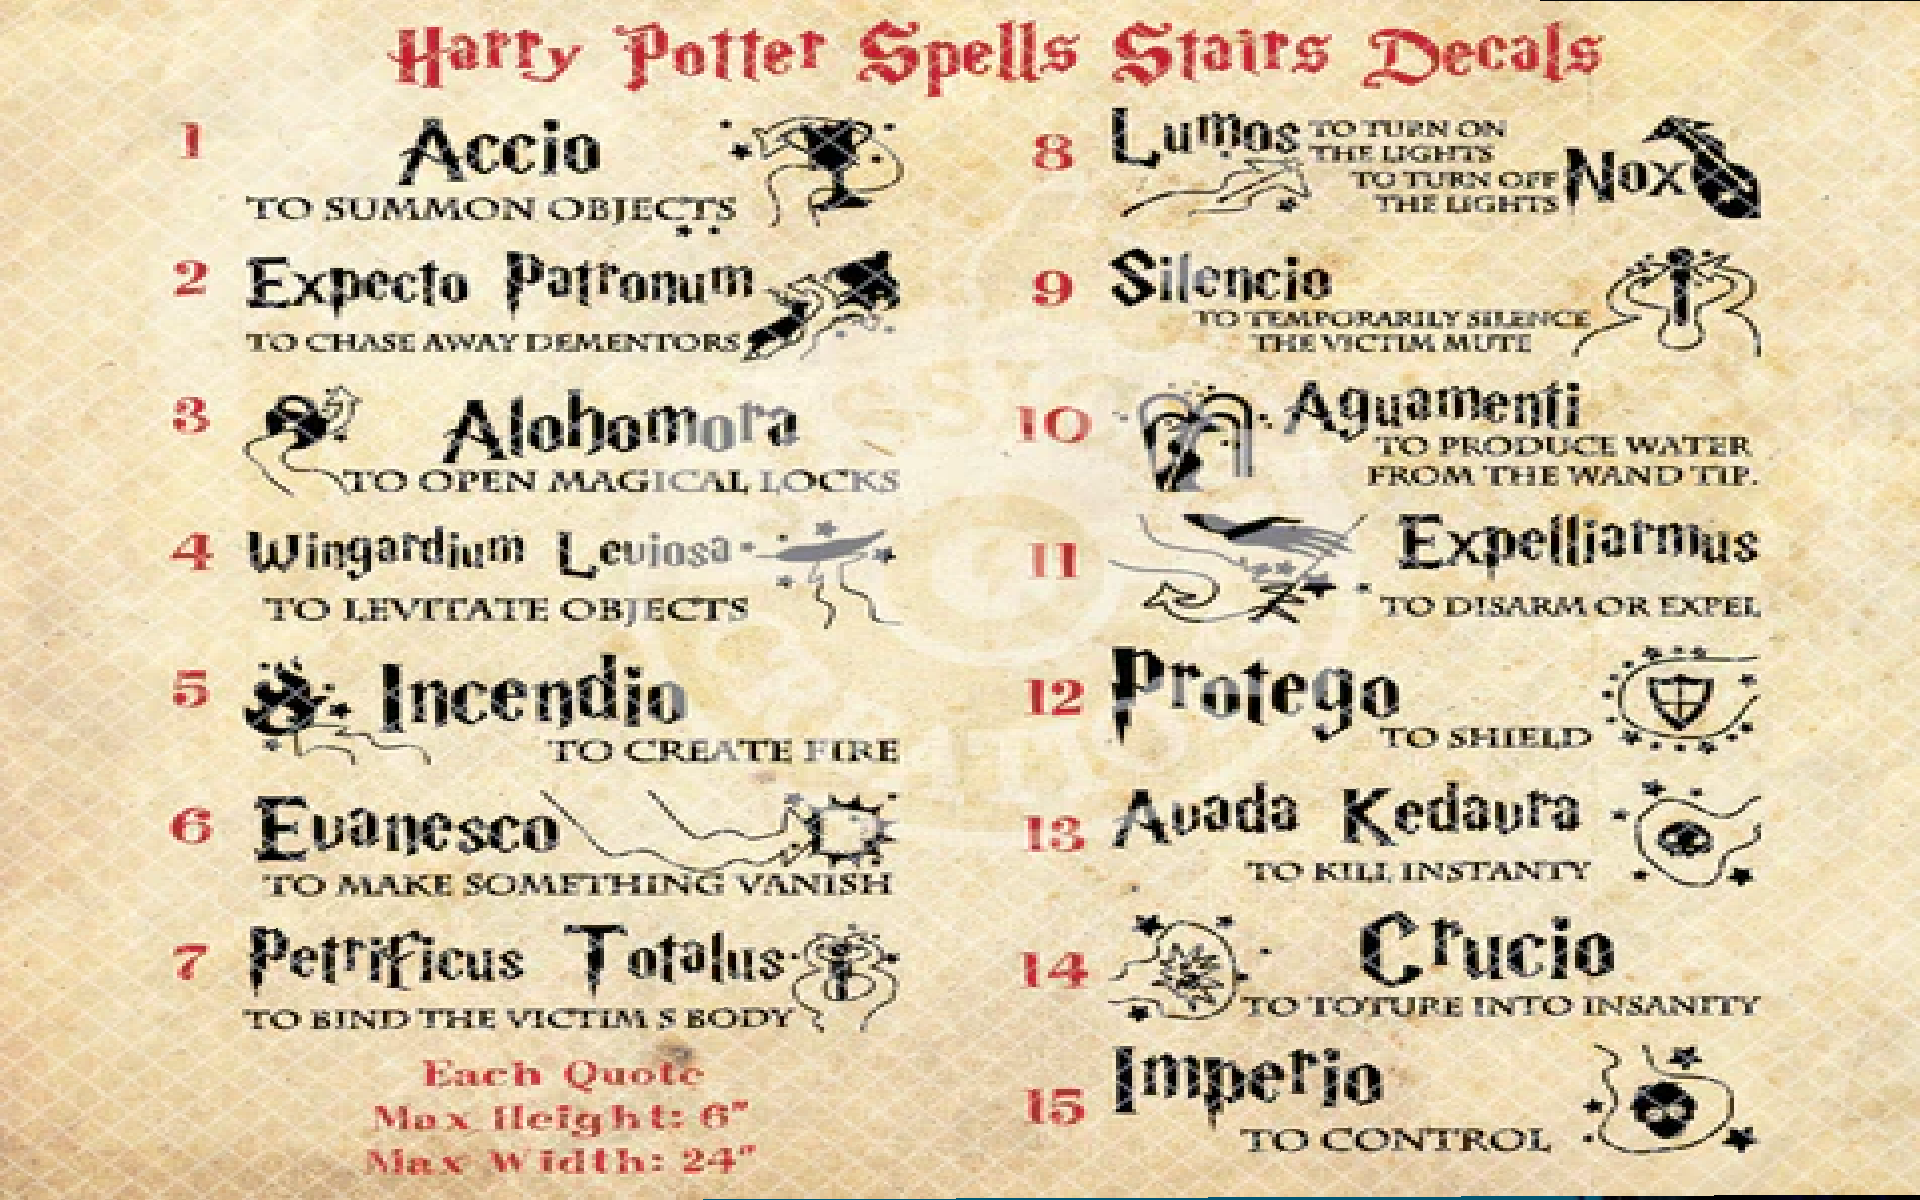 Harry Potter Spells Stairs Decals
1
Accio
TO SUMMON OBJECTS
2
Expecto Patronum
TO CHASE AWAY DEMENTORS
3
Alohomora
TO OPEN MAGICAL LOCKS
4
Wingardium Leviosa
TO LEVITATE OBJECTS
5
Incendio
TO CREATE FIRE
6
Evanesco
TO MAKE SOMETHING VANISH
7
Petrificus Totalus
TO BIND THE VICTIM S BODY
Each Quote
Max Height: 6"
Max Width: 24"
8
Lumos TO TURN ON
THE LIGHTS
TO TURN OFF Nox
THE LIGHTS
9
Silencio
TO TEMPORARILY SILENCE
THE VICTIM MUTE
10
Aguamenti
TO PRODUCE WATER
FROM THE WAND TIP.
11
Expelliarmus
TO DISARM OR EXPEL
12
Protego
TO SHIELD
13
Avada Kedavra
TO KILL INSTANTY
14
Crucio
TO TOTURE INTO INSANITY
15
Imperio
TO CONTROL